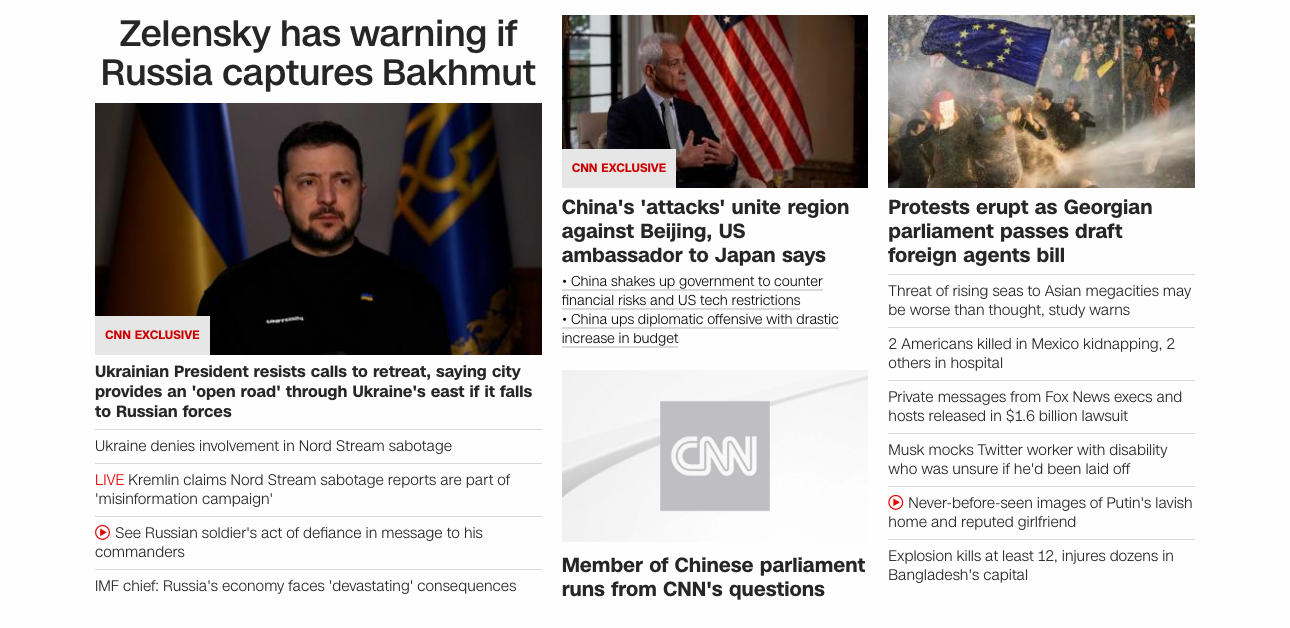 Zelensky has warning if
Russia captures Bakhmut
CNN EXCLUSIVE
Ukrainian President resists calls to retreat, saying city
provides an 'open road' through Ukraine's east if it falls
to Russian forces
Ukraine denies involvement in Nord Stream sabotage
LIVE Kremlin claims Nord Stream sabotage reports are part of
'misinformation campaign'
See Russian soldier's act of defiance in message to his
commanders
IMF chief: Russia's economy faces 'devastating' consequences
CNN EXCLUSIVE
China's 'attacks' unite region
against Beijing, US
ambassador to Japan says
• China shakes up government to counter
financial risks and US tech restrictions
• China ups diplomatic offensive with drastic
increase in budget
CNN
Member of Chinese parliament
runs from CNN's questions
Protests erupt as Georgian
parliament passes draft
foreign agents bill
Threat of rising seas to Asian megacities may
be worse than thought, study warns
2 Americans killed in Mexico kidnapping, 2
others in hospital
Private messages from Fox News execs and
hosts released in $1.6 billion lawsuit
Musk mocks Twitter worker with disability
who was unsure if he'd been laid off
Never-before-seen images of Putin's lavish
home and reputed girlfriend
Explosion kills at least 12, injures dozens in
Bangladesh's capital